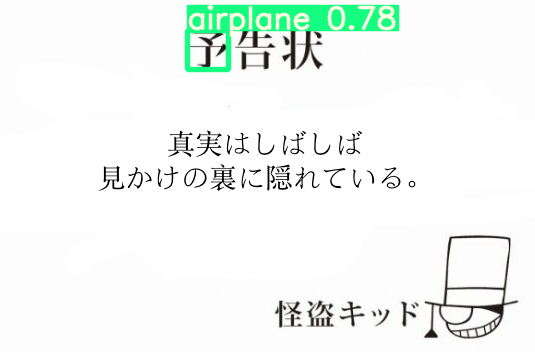 airplane 0.78
予告状
真実はしばしば
見かけの裏に隠れている。
怪盗キッド